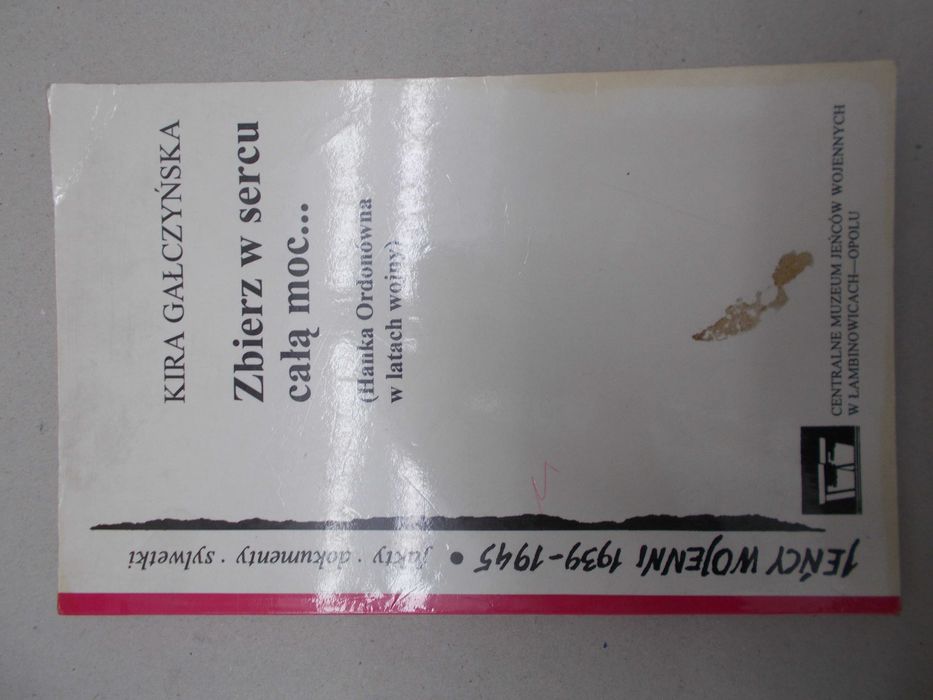 KIRA GAŁCZYŃSKA
Zbierz w sercu
całą moc...
(Hanka Ordonówna
w latach wojny)
JEŃCY WOJENNI 1939-1945 • fakty · dokumenty · sylwetki
CENTRALNE MUZEUM JEŃCÓW WOJENNYCH
W ŁAMBINOWICACH—OPOLU